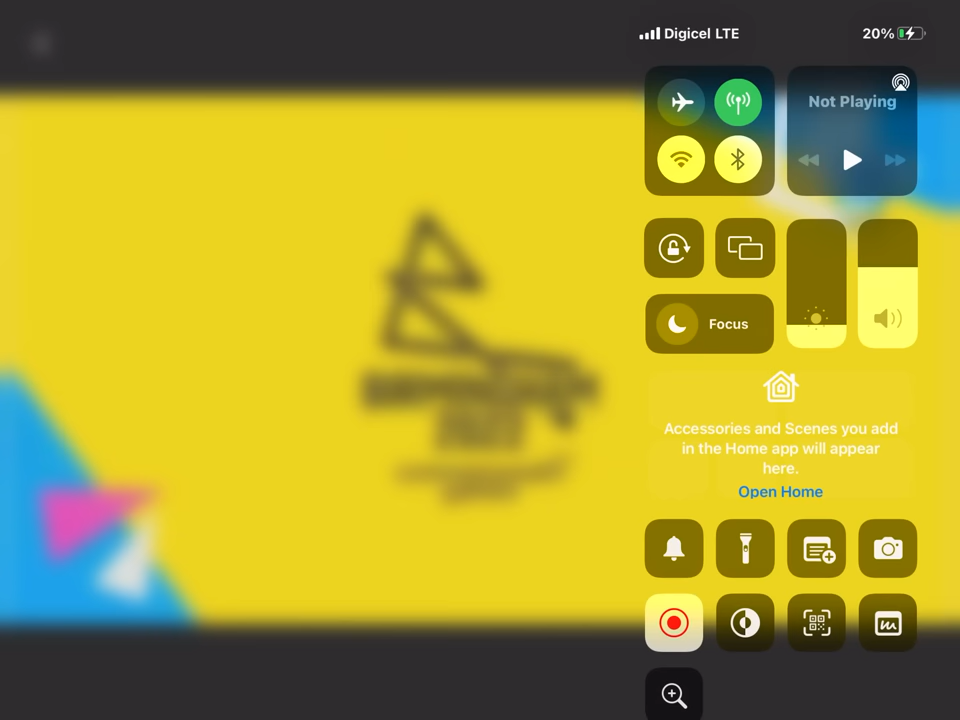 Digicel LTE
20%
Not Playing
Focus
Accessories and Scenes you add
in the Home app will appear
here.
Open Home